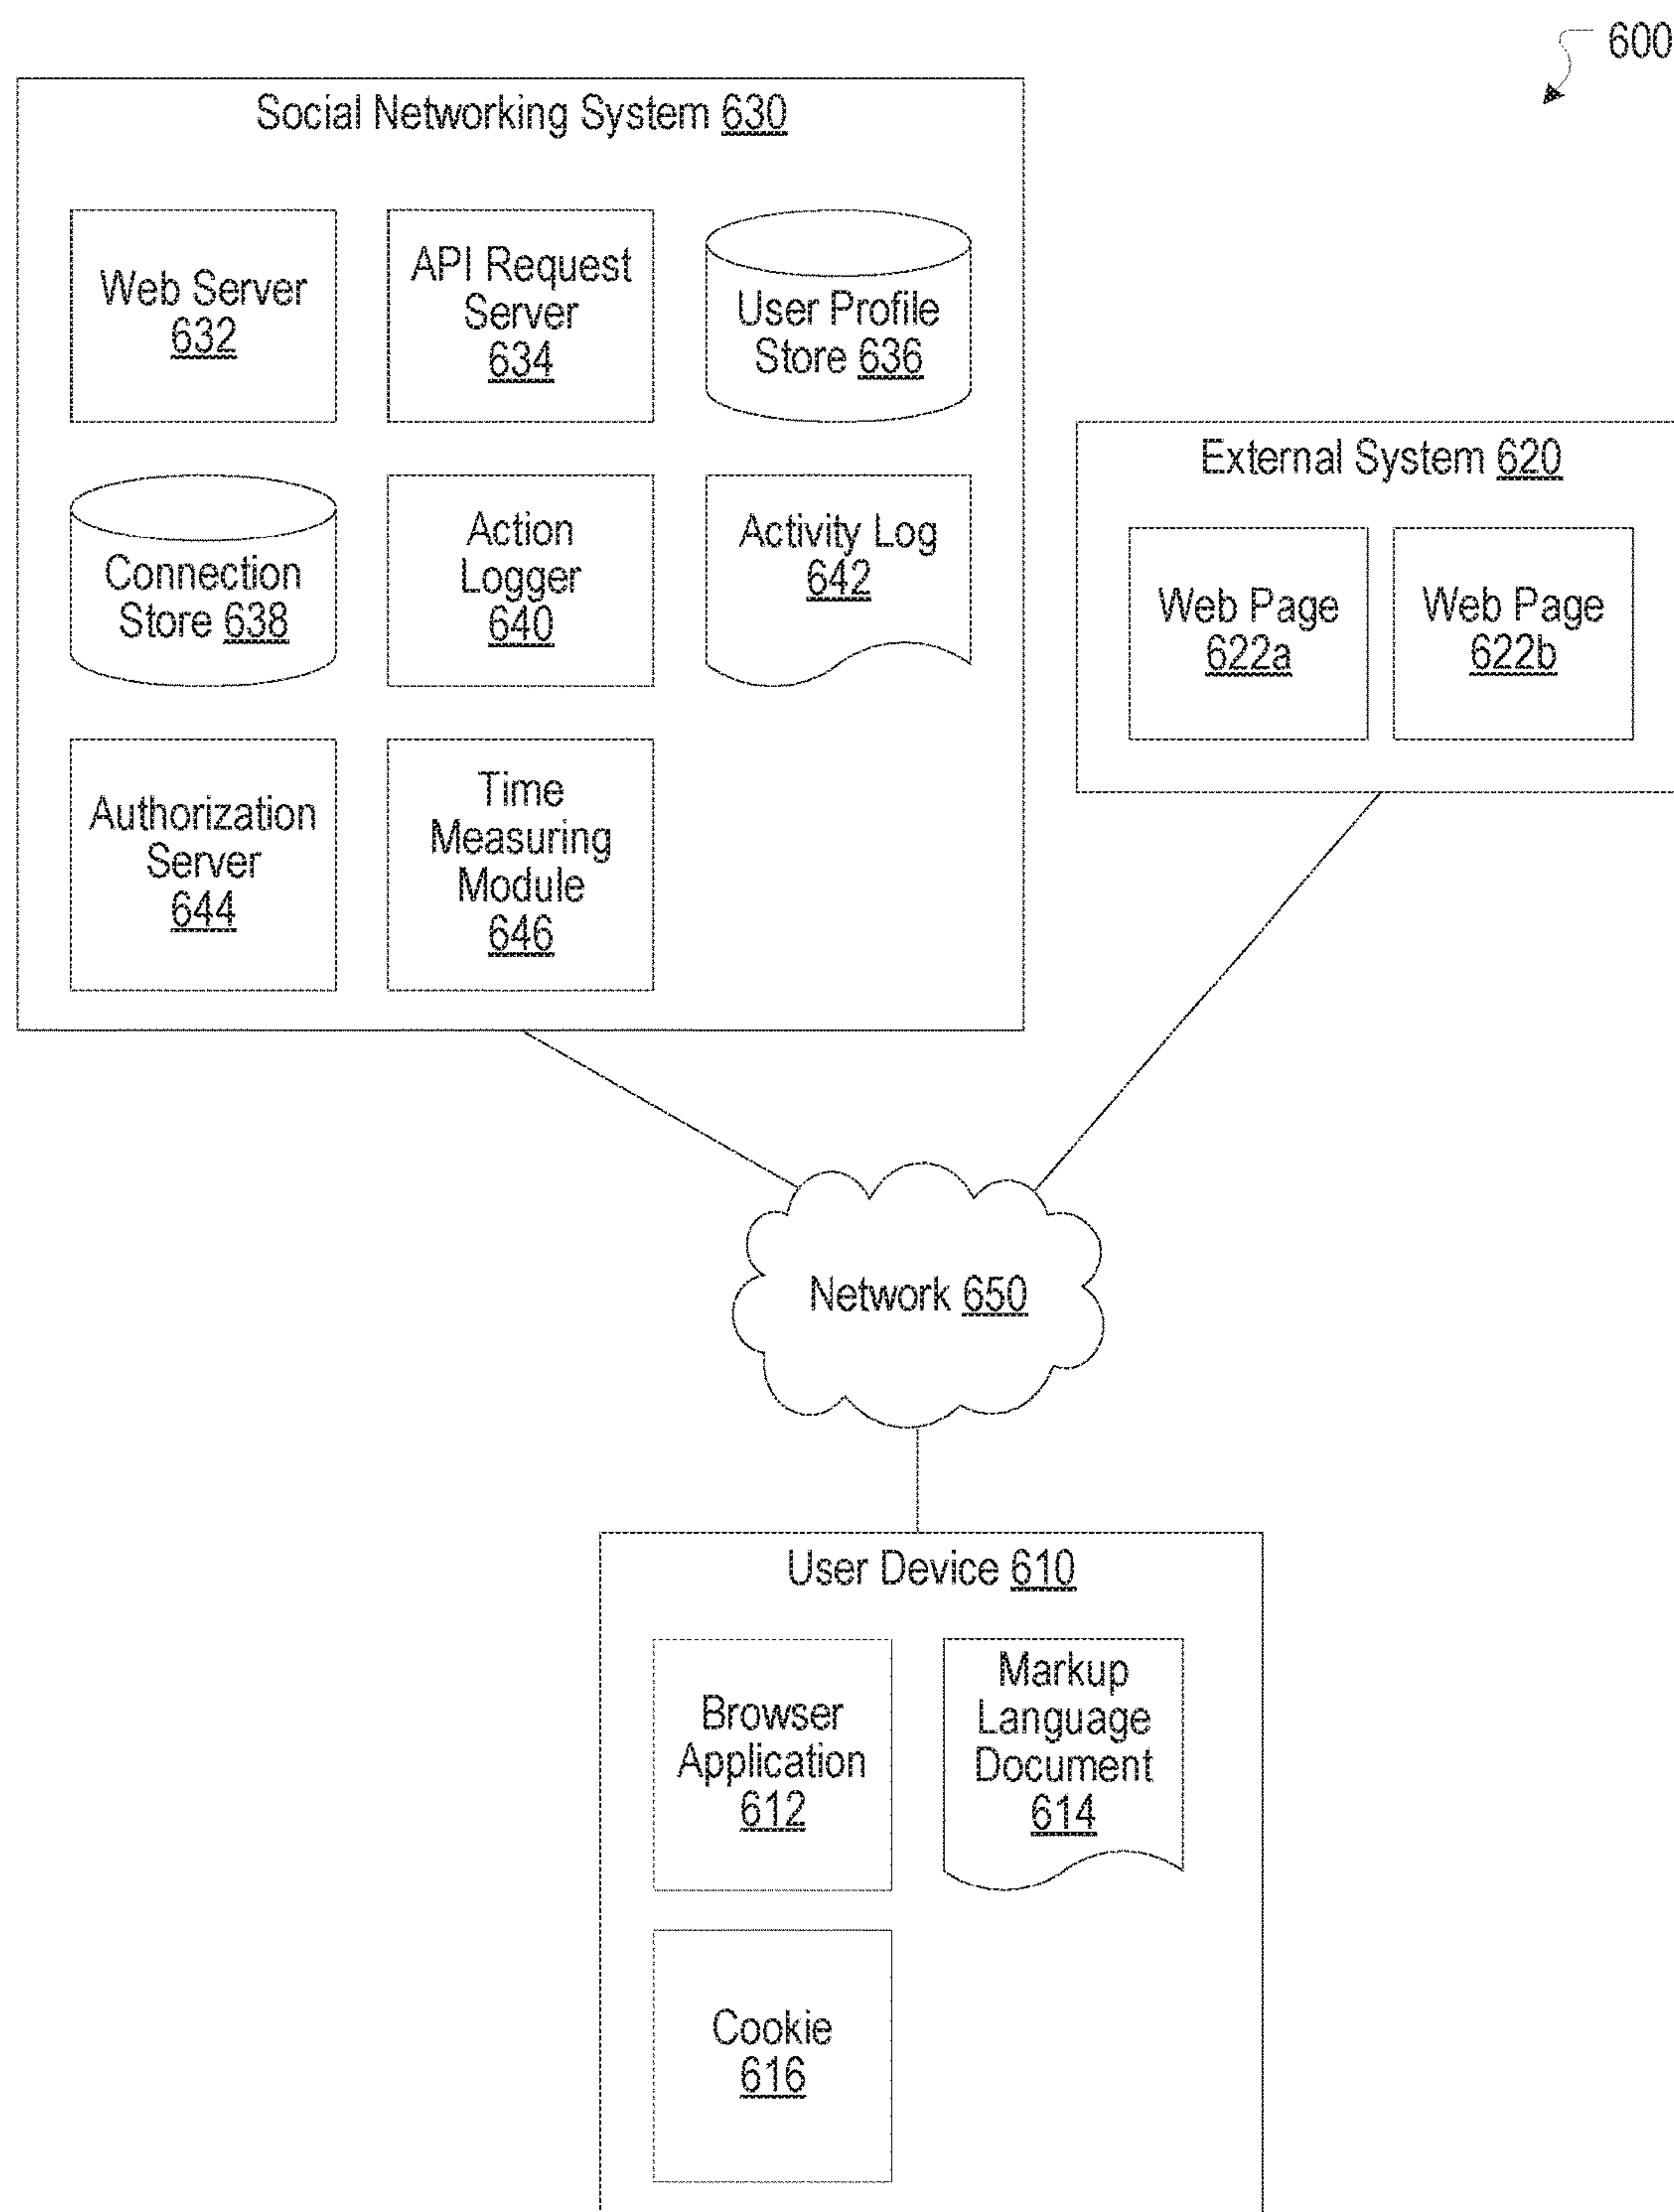 600
Social Networking System 630
Web Server
632
API Request
Server
634
User Profile
Store 636
Connection
Store 638
Action
Logger
640
Activity Log
642
Authorization
Server
644
Time
Measuring
Module
646
External System 620
Web Page
622a
Web Page
622b
Network 650
User Device 610
Browser
Application
612
Markup
Language
Document
614
Cookie
616